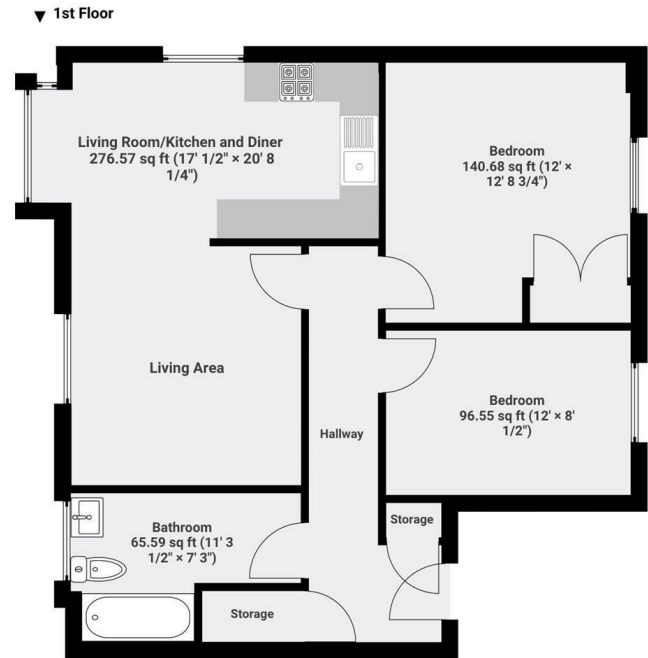 ▼ 1st Floor
Living Room/Kitchen and Diner
276.57 sq ft (17' 1/2" × 20' 8
1/4")
Bedroom
140.68 sq ft (12' ×
12' 8 3/4")
Living Area
Bedroom
96.55 sq ft (12' × 8'
1/2")
Hallway
Storage
Bathroom
65.59 sq ft (11' 3
1/2" × 7' 3")
Storage